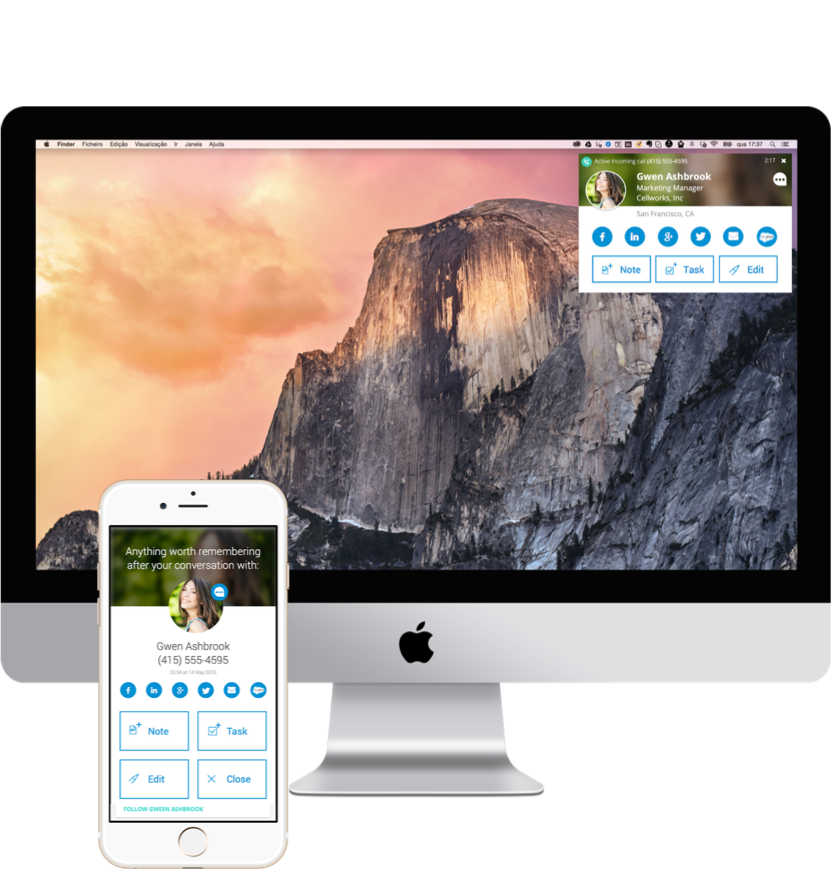 Finder Ficheiro Edição Visualização Ir Janela Ajuda
qua 17:37
Active Incoming call (415) 555-4595 2:17
Gwen Ashbrook
Marketing Manager
Cellworks, Inc
San Francisco, CA
Note Task Edit
Anything worth remembering
after your conversation with:
Gwen Ashbrook
(415) 555-4595
Note Task
Edit Close
FOLLOW GWEEN ASHBROOK